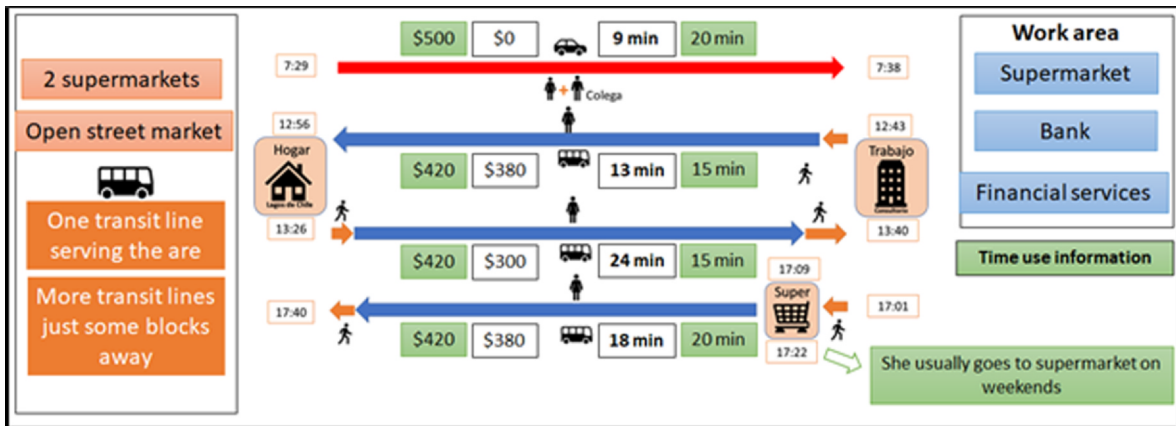 2 supermarkets
Open street market
One transit line
serving the are
More transit lines
just some blocks
away
$500 $0 9 min 20 min
7:29 7:38
+ Colega
12:56 12:43
Hogar
Lagos de Chile
Trabajo
Consultorio
$420 $380 13 min 15 min
13:26 13:40
$420 $300 24 min 15 min
17:09
Super
17:40 17:01
17:22
$420 $380 18 min 20 min
Work area
Supermarket
Bank
Financial services
Time use information
She usually goes to supermarket on
weekends